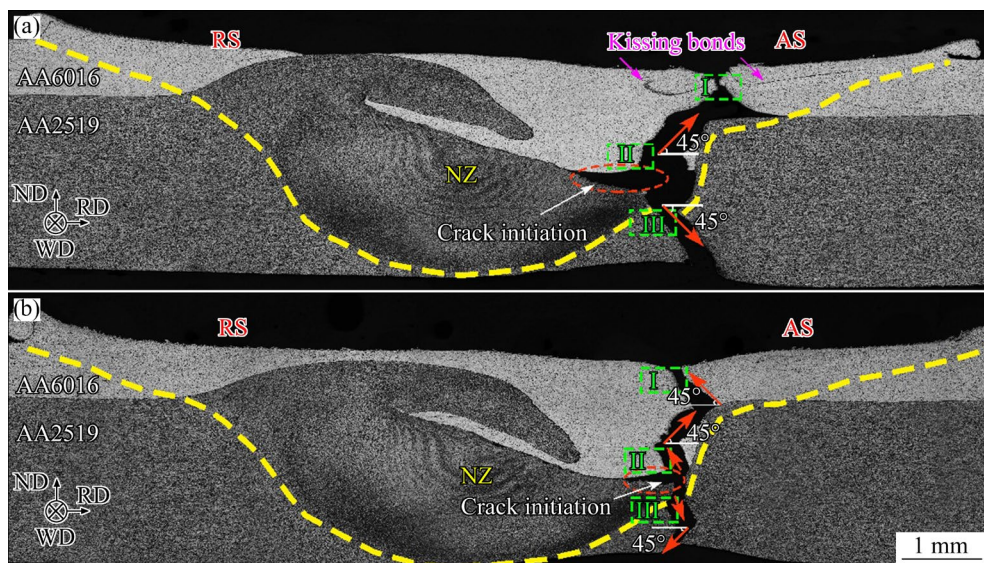 (a)
RS
Kissing bonds
AS
I
AA6016
AA2519
45°
II
NZ
ND
RD
WD
Crack initiation
III
45°
(b)
RS
AS
I
AA6016
45°
AA2519
45°
II
NZ
Crack initiation
ND
RD
WD
III
45°
1 mm